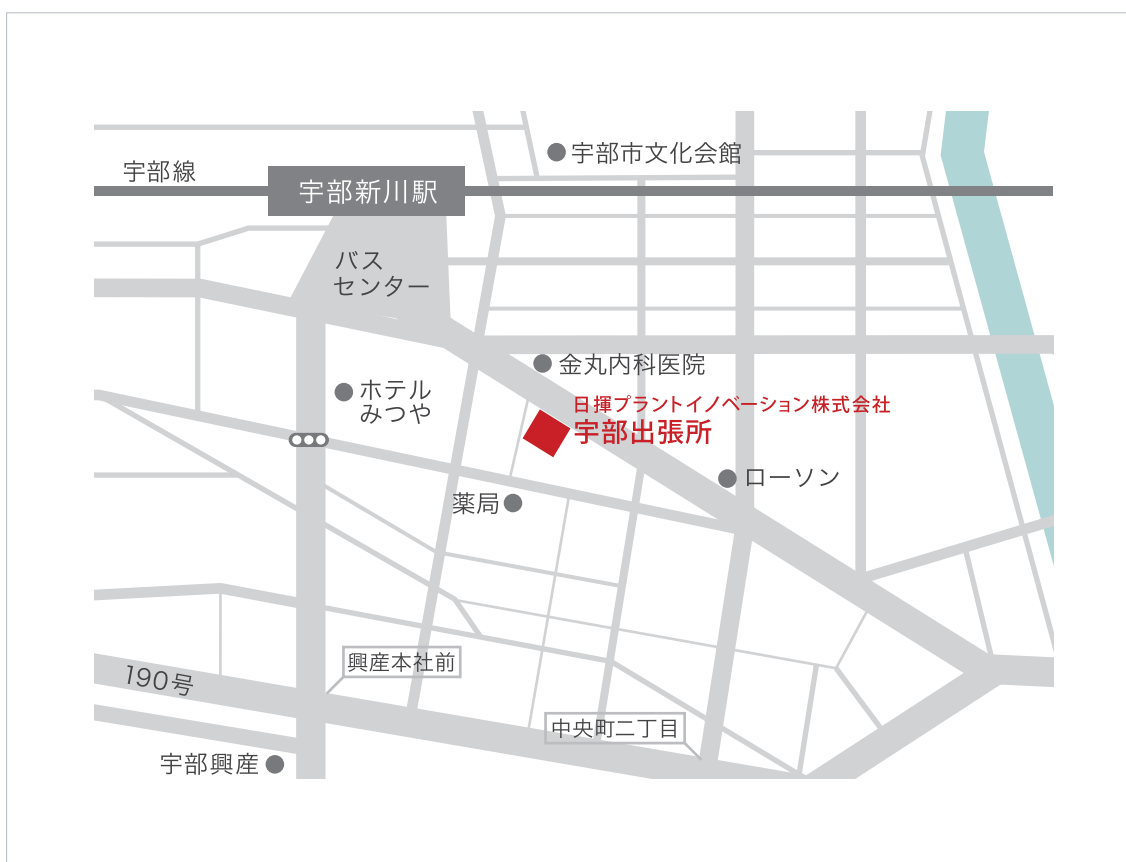 宇部市文化会館
宇部線
宇部新川駅
バス
センター
金丸内科医院
ホテル
みつや
日揮プラントイノベーション株式会社
宇部出張所
ローソン
薬局
興産本社前
190号
中央町二丁目
宇部興産